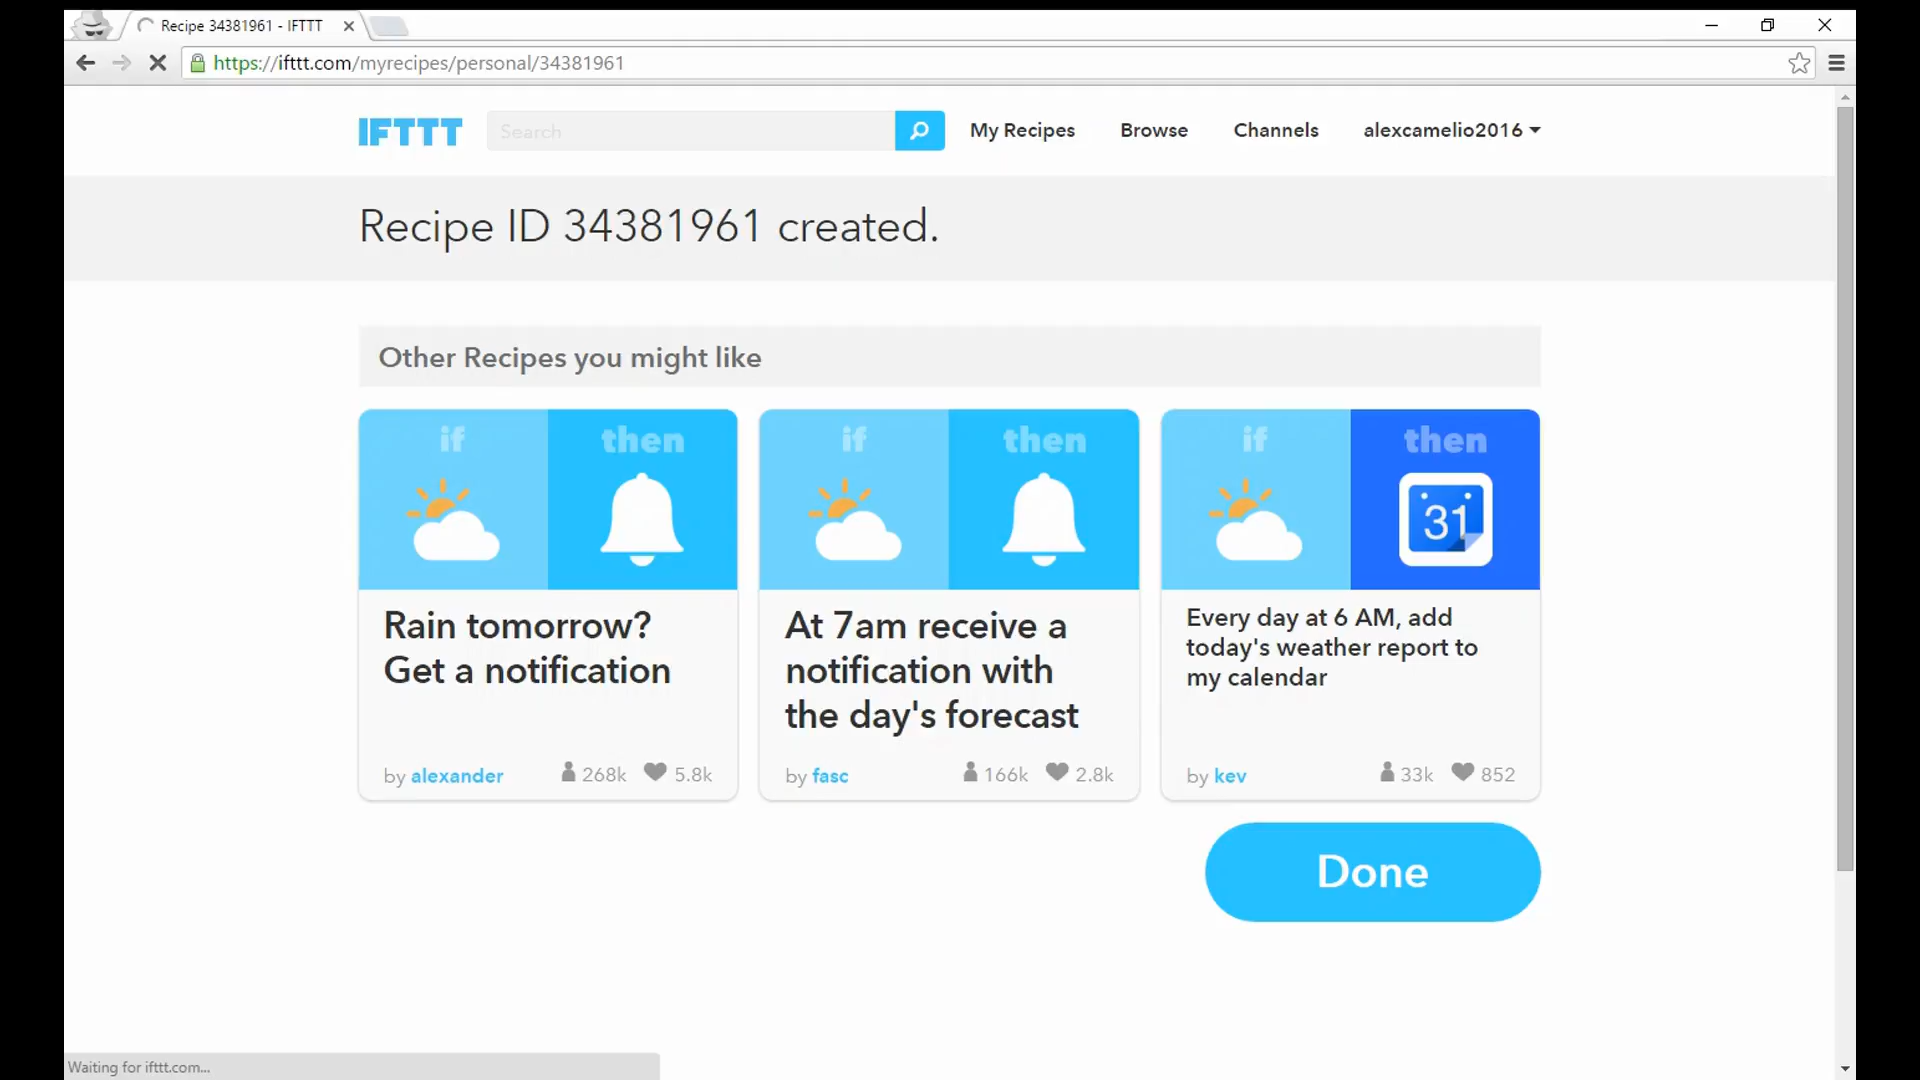 Recipe 34381961 - IFTTT
https://ifttt.com/myrecipes/personal/34381961
IFTTT
Search
My Recipes
Browse
Channels
alexcamelio2016
Recipe ID 34381961 created.
Other Recipes you might like
if then
Rain tomorrow?
Get a notification
by alexander 268k 5.8k
if then
At 7am receive a
notification with
the day's forecast
by fasc 166k 2.8k
if then
31
Every day at 6 AM, add
today's weather report to
my calendar
by kev 33k 852
Done
Waiting for ifttt.com...